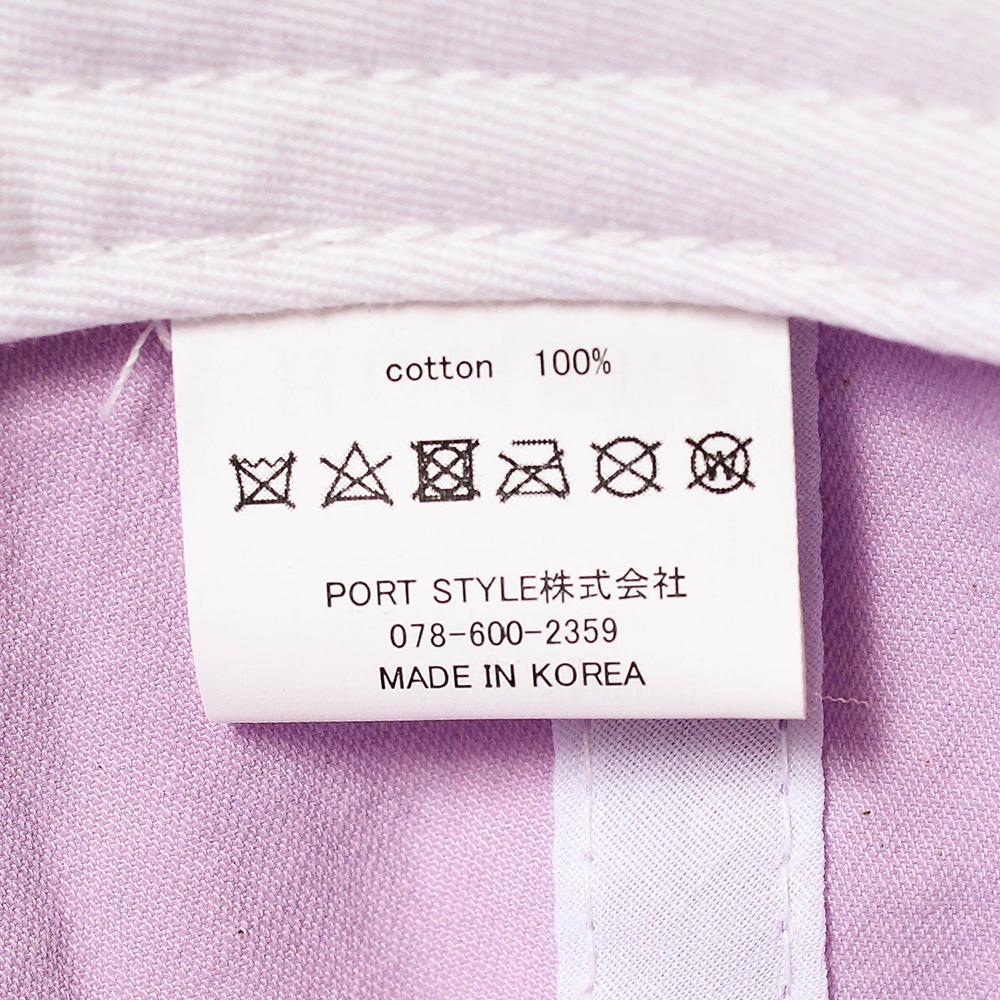 cotton 100%
W
PORT STYLE株式会社
078-600-2359
MADE IN KOREA